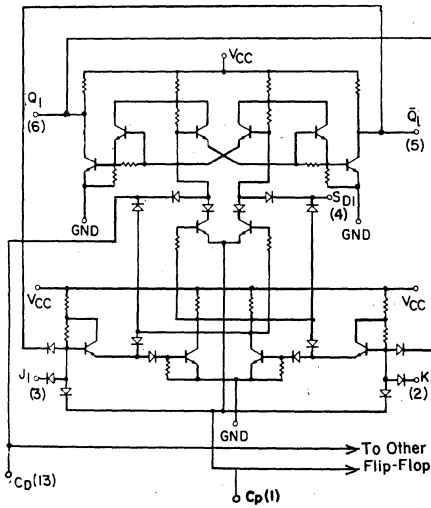 VCC
Q1
(6)
Q̄1
(5)
SD1
(4)
GND
GND
VCC
VCC
J1
(3)
K
(2)
GND
To Other
Flip-Flop
CD(13)
Cp(1)